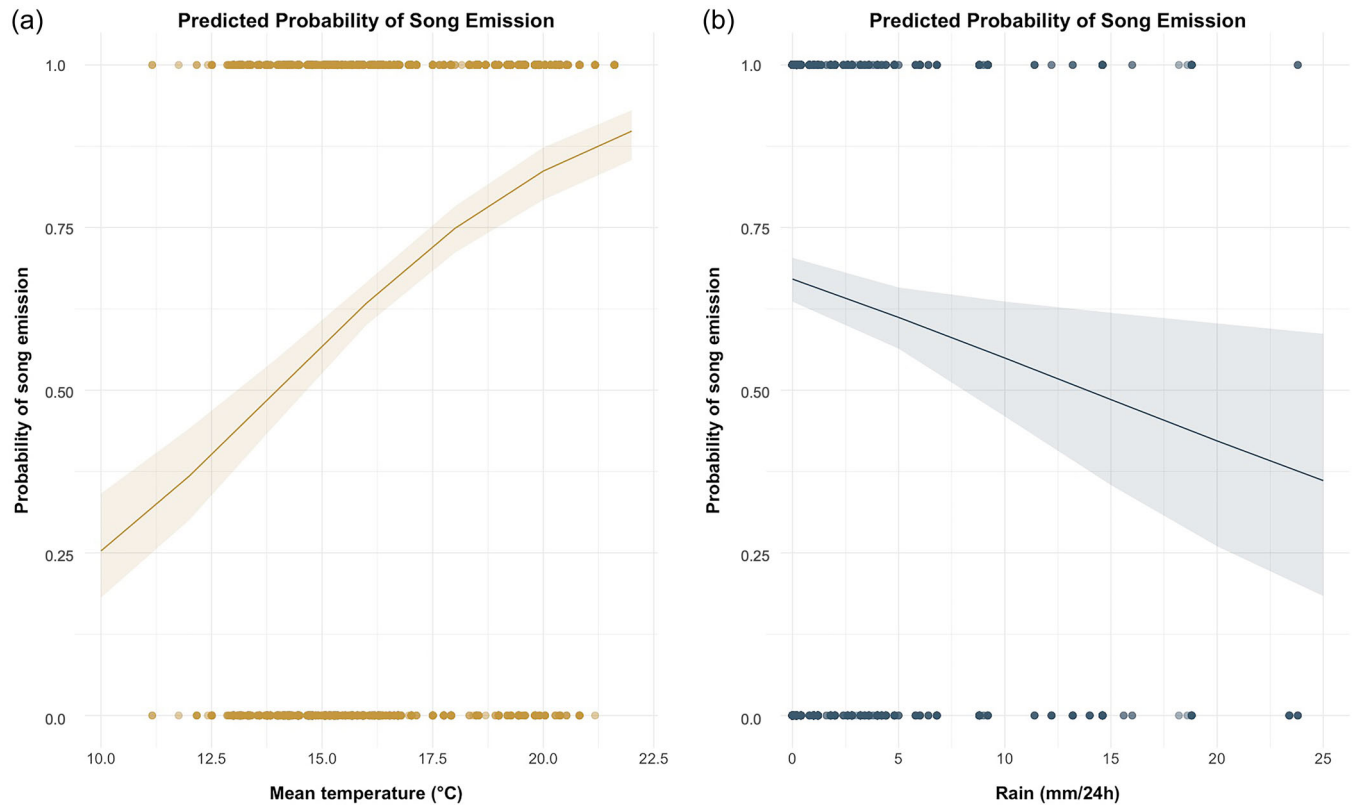 (a)
Predicted Probability of Song Emission
1.0
0.75
0.50
0.25
0.0
Probability of song emission
10.0 12.5 15.0 17.5 20.0 22.5
Mean temperature (°C)
(b)
Predicted Probability of Song Emission
1.0
0.75
0.50
0.25
0.0
Probability of song emission
0 5 10 15 20 25
Rain (mm/24h)